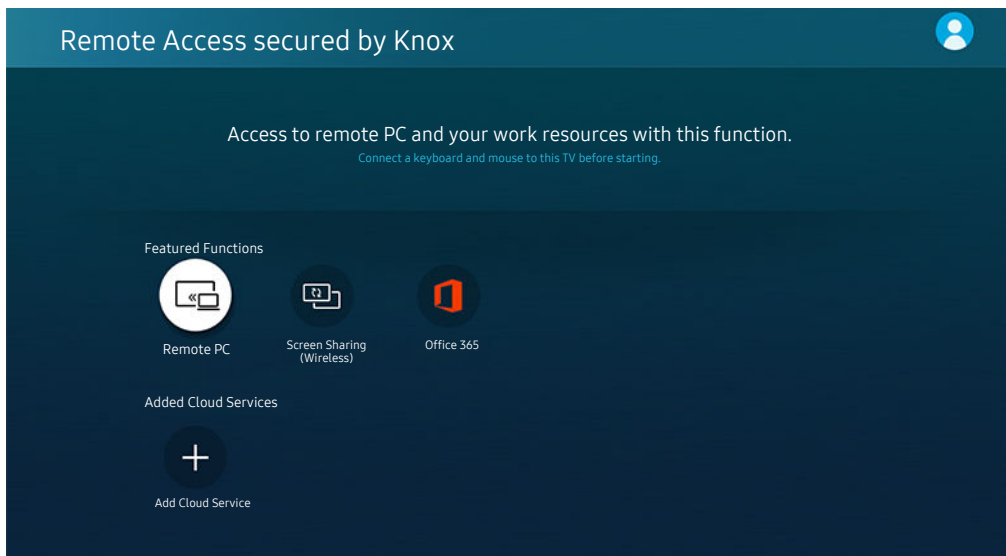 Remote Access secured by Knox
Access to remote PC and your work resources with this function.
Connect a keyboard and mouse to this TV before starting.
Featured Functions
Remote PC
Screen Sharing
(Wireless)
Office 365
Added Cloud Services
Add Cloud Service